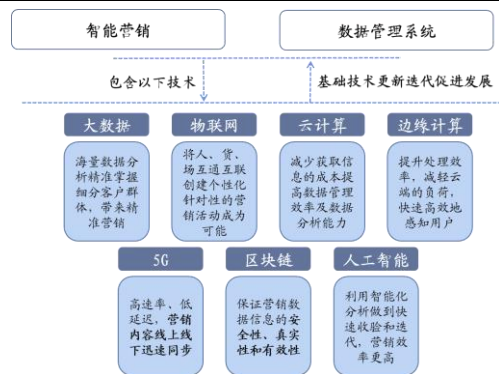 智能营销
数据管理系统
包含以下技术
基础技术更新迭代促进发展
大数据
物联网
云计算
边缘计算
海量数据分
析精准掌握
细分客户群
体，带来精
准营销
将人、货、
场互通互联
创建个性化
针对性的营
销活动成为
可能
减少获取信
息的成本提
高数据管理
效率及数据
分析能力
提升处理效
率，减轻云
端的负荷，
快速高效地
感知用户
5G
区块链
人工智能
高速率、低
延迟，营销
内容线上线
下迅速同步
保证营销数
据信息的安
全性、真实
性和有效性
利用智能化
分析做到快
速收验和迭
代，营销效
率更高